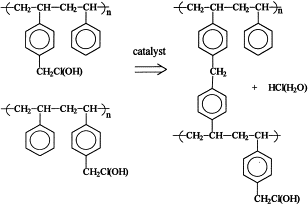 CH₂-CH-CH₂-CH n
CH₂Cl(OH)
catalyst
CH₂-CH-CH₂-CH n
CH₂
+ HCl(H₂O)
CH₂-CH-CH₂-CH n
CH₂Cl(OH)
CH-CH₂-CH n
CH₂Cl(OH)